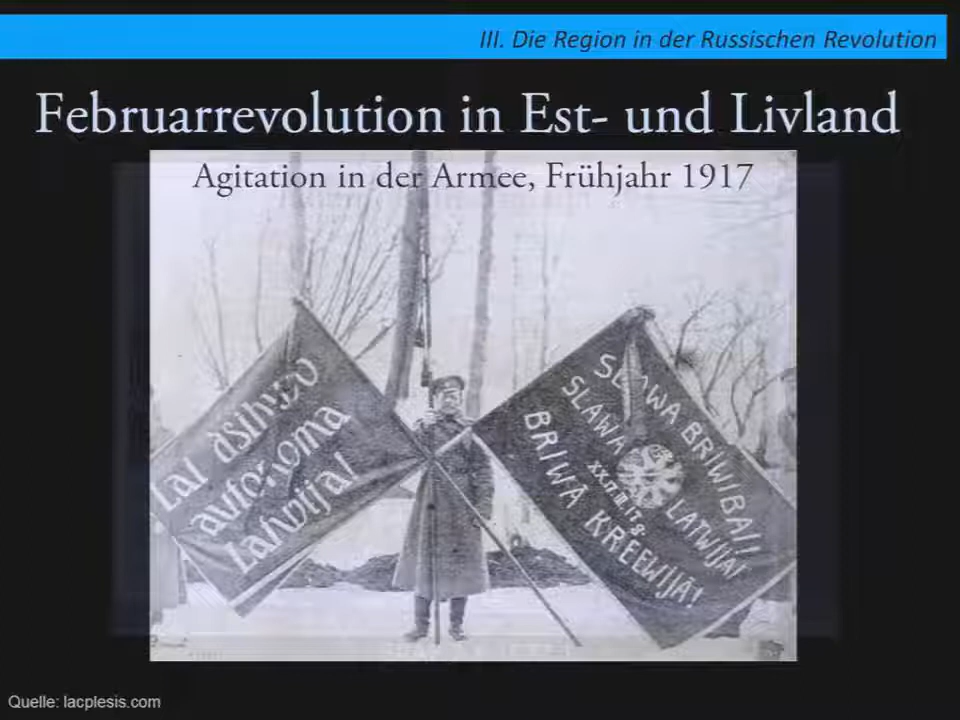 III. Die Region in der Russischen Revolution
Februarrevolution in Est- und Livland
Agitation in der Armee, Frühjahr 1917
Lai dsihwo
autonoma
Latwija!
SLAWA BRIWIBAI!
SLAWA LATWIJAI
BRIWA KREEWIJA!
Quelle: lacplesis.com